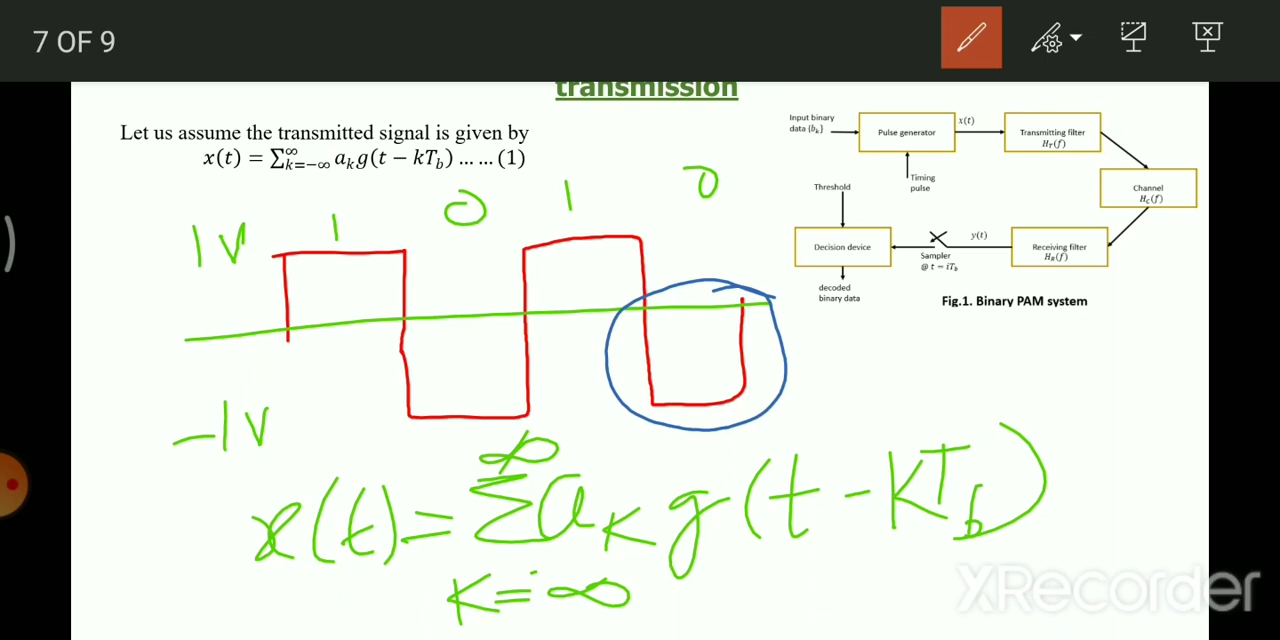 7 OF 9
transmission
Let us assume the transmitted signal is given by
x(t) = ∑_{k=-∞}^{∞} a_k g(t − kT_b) … … (1)
Input binary
data {b_k}
Pulse generator
x(t)
Transmitting filter
H_T(f)
Timing
pulse
Channel
H_C(f)
Threshold
Decision device
y(t)
Sampler
@ t = iT_b
Receiving filter
H_R(f)
decoded
binary data
Fig.1. Binary PAM system
1 0 1 0
1V
-1V
x(t) = ∑ a_K g(t - KT_b)
∞
K = ∞
XRecorder